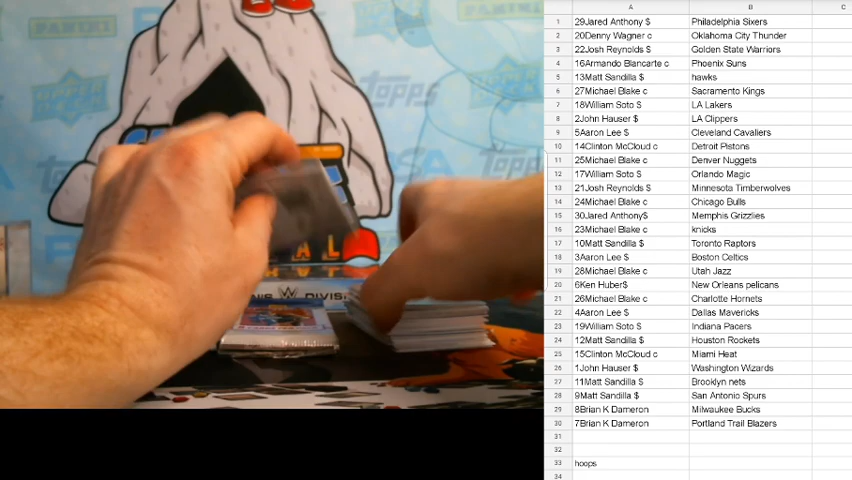 PANINI
PANINI
UPPER DECK
topps
topps
WWE DIVISI
A B C
1 29Jared Anthony $ Philadelphia Sixers
2 20Denny Wagner c Oklahoma City Thunder
3 22Josh Reynolds $ Golden State Warriors
4 16Armando Blancarte c Phoenix Suns
5 13Matt Sandilla $ hawks
6 27Michael Blake c Sacramento Kings
7 18William Soto $ LA Lakers
8 2John Hauser $ LA Clippers
9 5Aaron Lee $ Cleveland Cavaliers
10 14Clinton McCloud c Detroit Pistons
11 25Michael Blake c Denver Nuggets
12 17William Soto $ Orlando Magic
13 21Josh Reynolds $ Minnesota Timberwolves
14 24Michael Blake c Chicago Bulls
15 30Jared Anthony$ Memphis Grizzlies
16 23Michael Blake c knicks
17 10Matt Sandilla $ Toronto Raptors
18 3Aaron Lee $ Boston Celtics
19 28Michael Blake c Utah Jazz
20 6Ken Huber$ New Orleans pelicans
21 26Michael Blake c Charlotte Hornets
22 4Aaron Lee $ Dallas Mavericks
23 19William Soto $ Indiana Pacers
24 12Matt Sandilla $ Houston Rockets
25 15Clinton McCloud c Miami Heat
26 1John Hauser $ Washington Wizards
27 11Matt Sandilla $ Brooklyn nets
28 9Matt Sandilla $ San Antonio Spurs
29 8Brian K Dameron Milwaukee Bucks
30 7Brian K Dameron Portland Trail Blazers
31
32
33 hoops
34